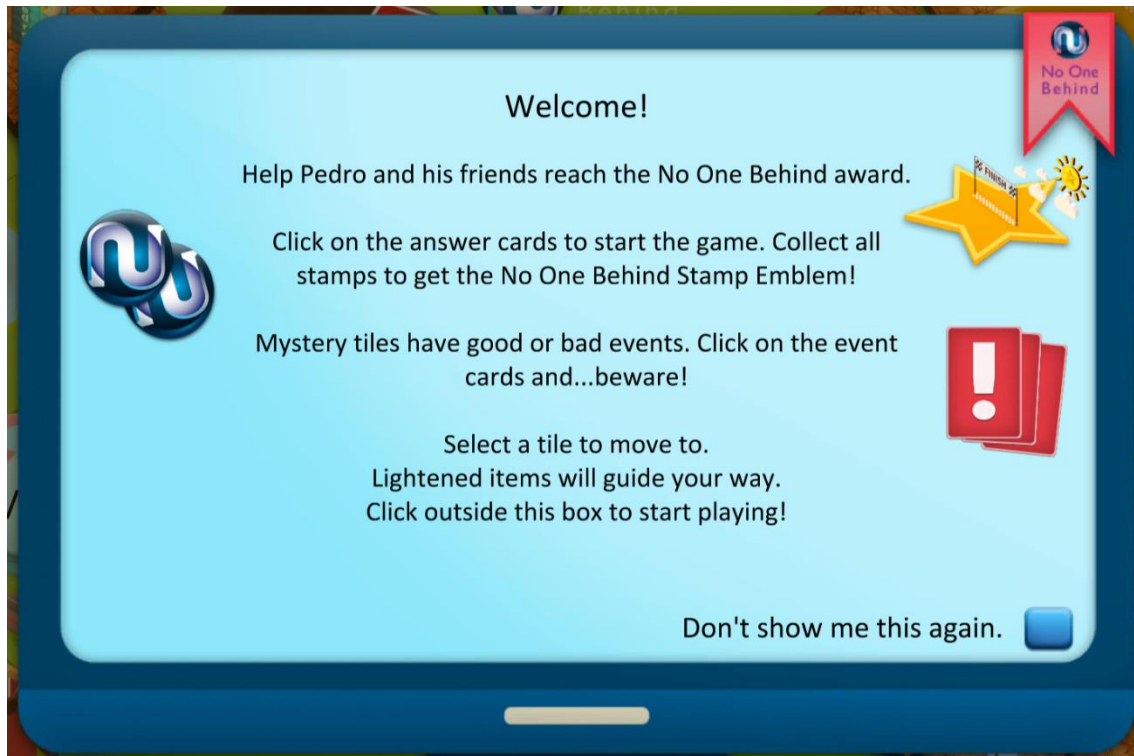 Behind
No One
Behind
Welcome!
Help Pedro and his friends reach the No One Behind award.
FINISH
Click on the answer cards to start the game. Collect all
stamps to get the No One Behind Stamp Emblem!
Mystery tiles have good or bad events. Click on the event
cards and...beware!
!
Select a tile to move to.
Lightened items will guide your way.
Click outside this box to start playing!
Don't show me this again.